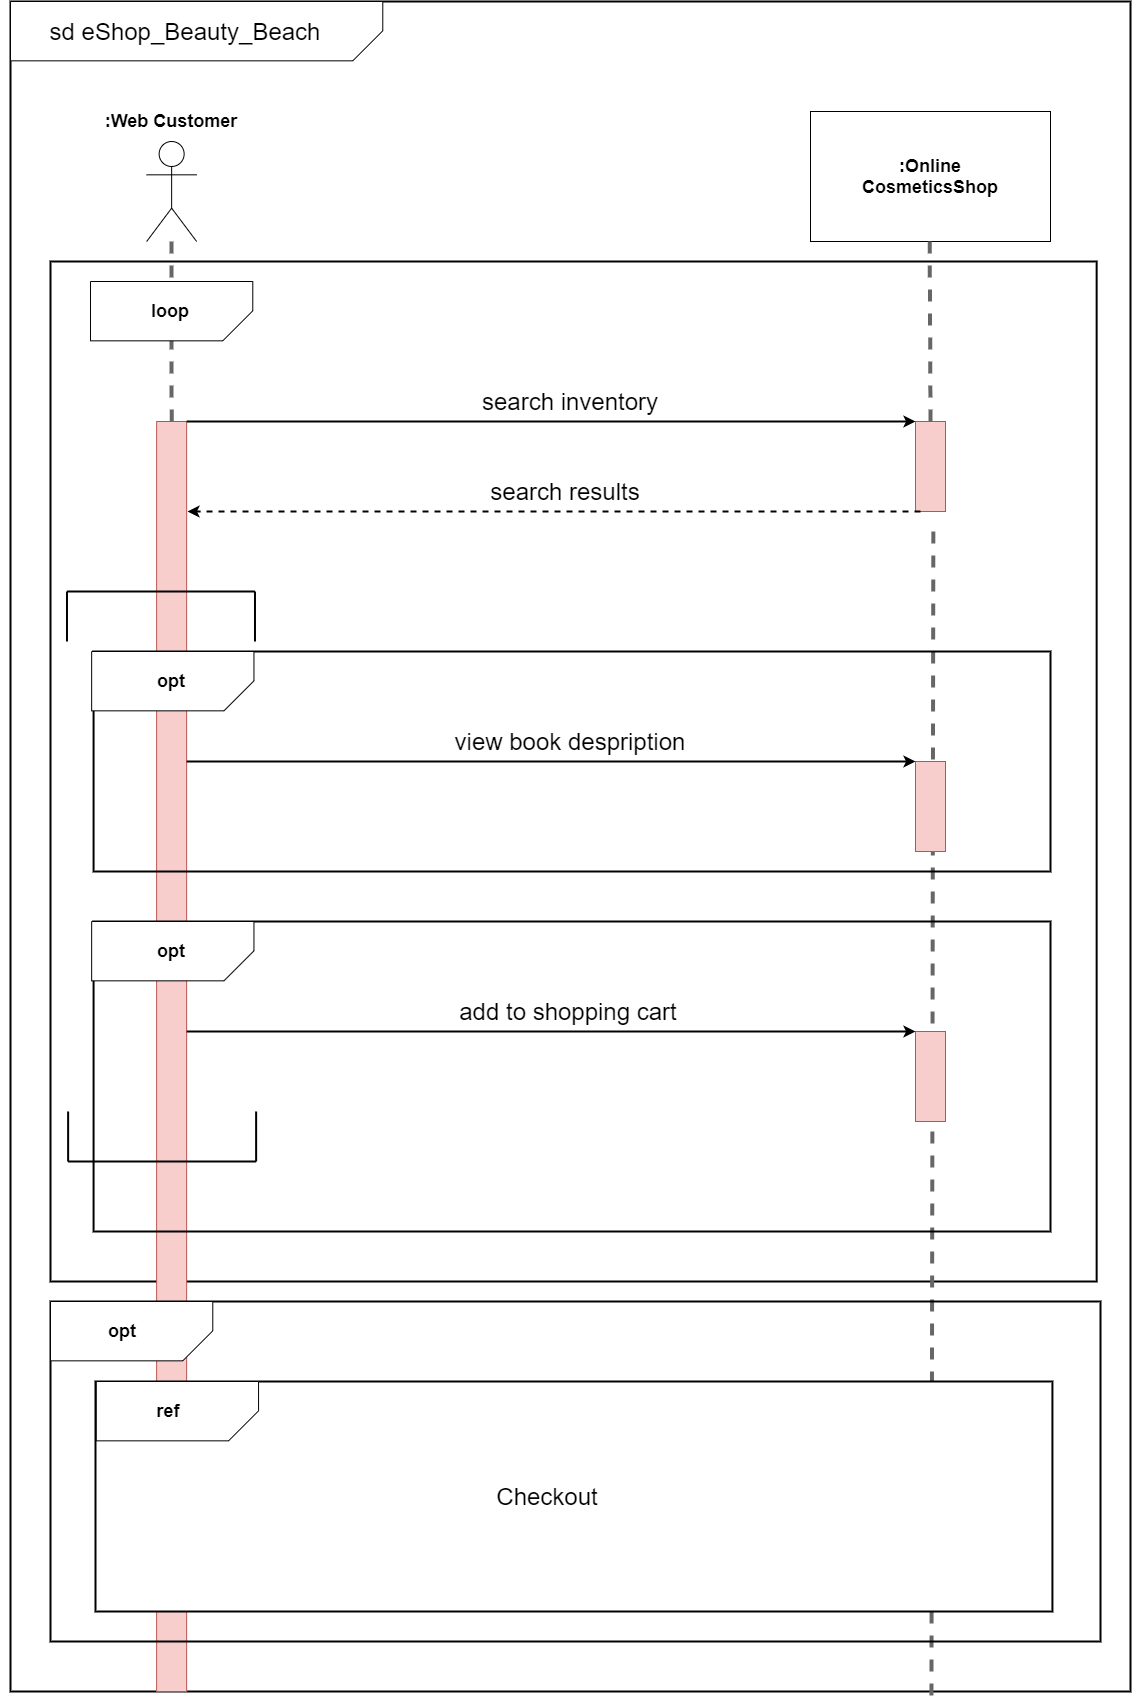 sd eShop_Beauty_Beach
:Web Customer
:Online
CosmeticsShop
loop
search inventory
search results
opt
view book despription
opt
add to shopping cart
opt
ref
Checkout